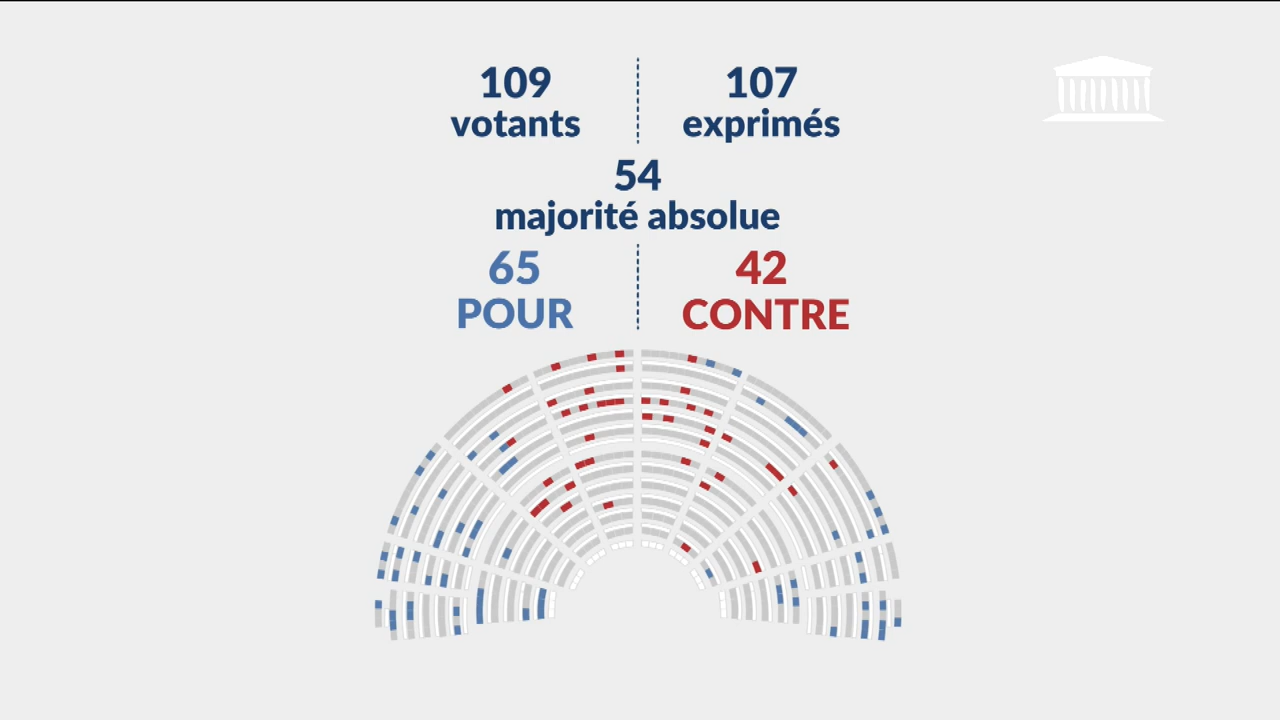 109
votants
107
exprimés
54
majorité absolue
65
POUR
42
CONTRE